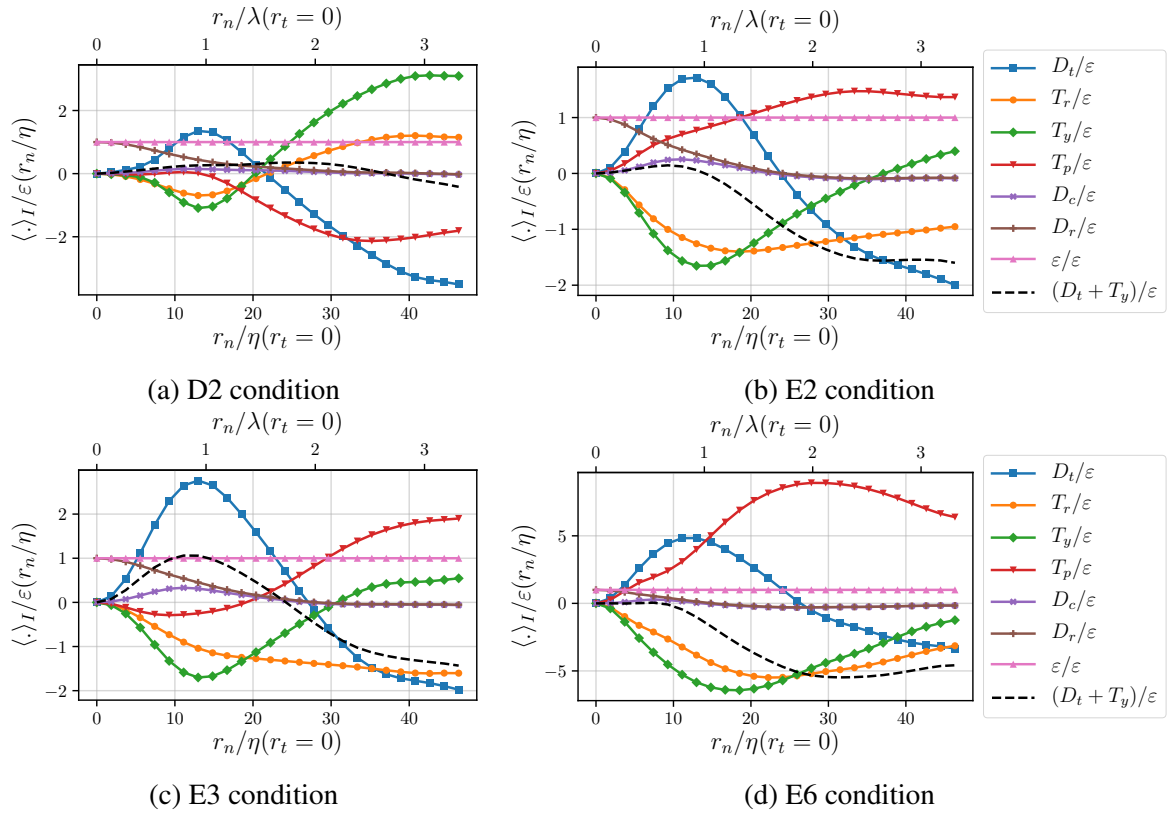 r_n/λ(r_t = 0)
0 1 2 3
⟨.⟩_I/ε(r_n/η)
2
0
−2
0 10 20 30 40
r_n/η(r_t = 0)
(a) D2 condition
r_n/λ(r_t = 0)
0 1 2 3
⟨.⟩_I/ε(r_n/η)
2
1
0
−1
−2
0 10 20 30 40
r_n/η(r_t = 0)
(b) E2 condition
D_t/ε
T_r/ε
T_y/ε
T_p/ε
D_c/ε
D_r/ε
ε/ε
(D_t + T_y)/ε
r_n/λ(r_t = 0)
0 1 2 3
⟨.⟩_I/ε(r_n/η)
2
1
0
−1
−2
0 10 20 30 40
r_n/η(r_t = 0)
(c) E3 condition
r_n/λ(r_t = 0)
0 1 2 3
⟨.⟩_I/ε(r_n/η)
5
0
−5
0 10 20 30 40
r_n/η(r_t = 0)
(d) E6 condition
D_t/ε
T_r/ε
T_y/ε
T_p/ε
D_c/ε
D_r/ε
ε/ε
(D_t + T_y)/ε